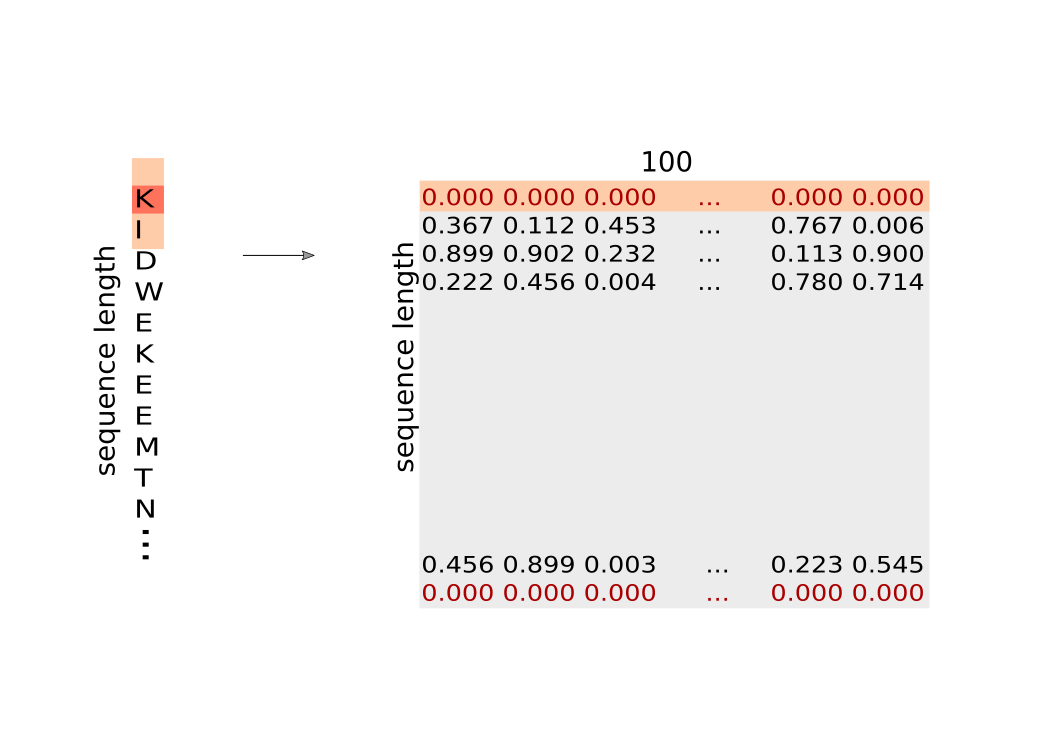 sequence length
K
I
D
W
E
K
E
E
M
T
N
...
100
sequence length
0.000 0.000 0.000 ... 0.000 0.000
0.367 0.112 0.453 ... 0.767 0.006
0.899 0.902 0.232 ... 0.113 0.900
0.222 0.456 0.004 ... 0.780 0.714
0.456 0.899 0.003 ... 0.223 0.545
0.000 0.000 0.000 ... 0.000 0.000